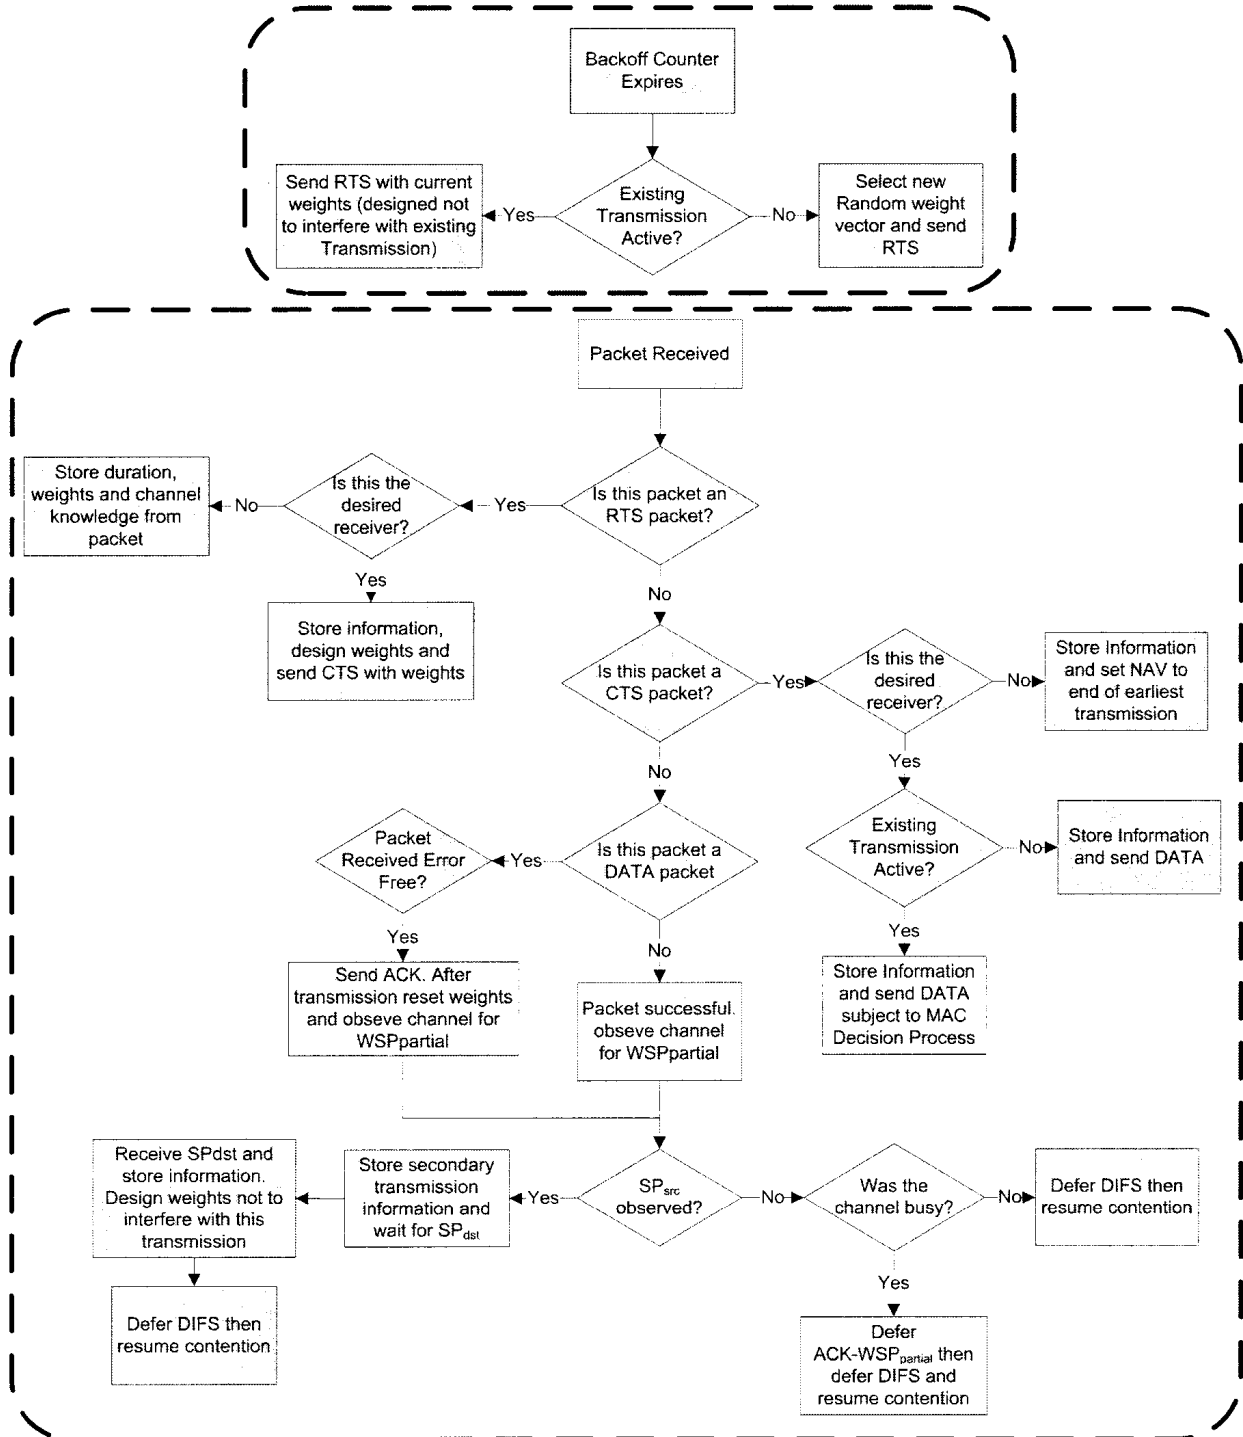 Backoff Counter
Expires
Send RTS with current
weights (designed not
to interfere with existing
Transmission)
Yes
Existing
Transmission
Active?
No
Select new
Random weight
vector and send
RTS
Packet Received
Store duration,
weights and channel
knowledge from
packet
No
Is this the
desired
receiver?
Yes
Is this packet an
RTS packet?
Yes
No
Store information,
design weights and
send CTS with weights
Is this packet a
CTS packet?
Yes
Is this the
desired
receiver?
No
Store Information
and set NAV to
end of earliest
transmission
No
Yes
Packet
Received Error
Free?
Yes
Is this packet a
DATA packet
Existing
Transmission
Active?
No
Store Information
and send DATA
Yes
No
Yes
Send ACK. After
transmission reset weights
and obseve channel for
WSPpartial
Packet successful.
obseve channel
for WSPpartial
Store Information
and send DATA
subject to MAC
Decision Process
Receive SPdst and
store information.
Design weights not to
interfere with this
transmission
Store secondary
transmission
information and
wait for SPdst
Yes
SPsrc
observed?
No
Was the
channel busy?
No
Defer DIFS then
resume contention
Yes
Defer DIFS then
resume contention
Defer
ACK-WSPpartial then
defer DIFS and
resume contention